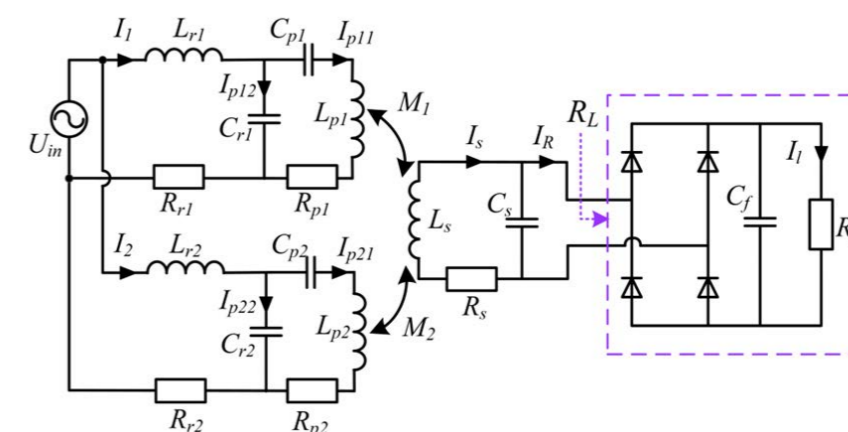 I1 Lr1 Cp1 Ip11
Ip12 M1
Uin Cr1 Lp1
Rr1 Rp1
Is IR RL
Cs Ls Cf Il R
Rs
I2 Lr2 Cp2 Ip21
Ip22 M2
Cr2 Lp2
Rr2 Rp2